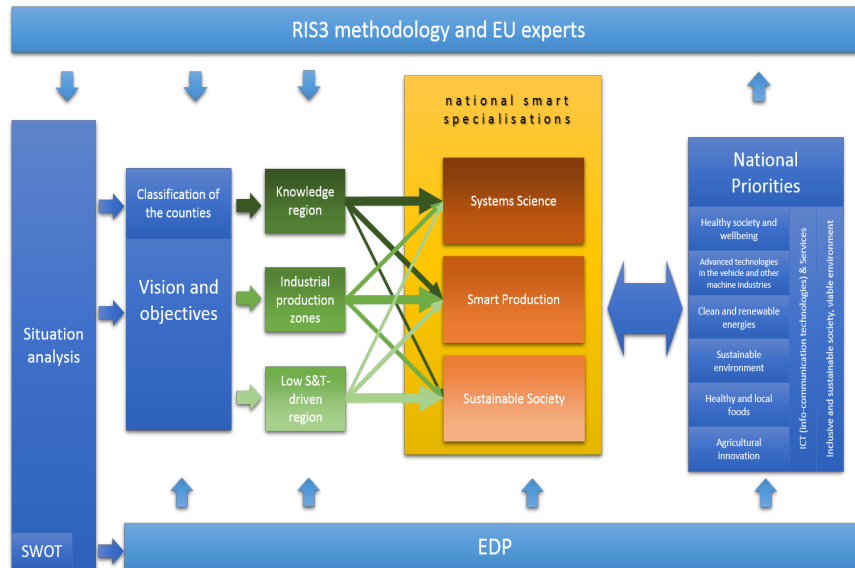 RIS3 methodology and EU experts
national smart
specialisations
Situation
analysis
SWOT
Classification of
the counties
Vision and
objectives
Knowledge
region
Industrial
production
zones
Low S&T-
driven
region
Systems Science
Smart Production
Sustainable Society
National
Priorities
Healthy society and
wellbeing
Advanced technologies
in the vehicle and other
machine industries
Clean and renewable
energies
Sustainable
environment
Healthy and local
foods
Agricultural
innovation
ICT (info-communication technologies) & Services
Inclusive and sustainable society, viable environment
EDP